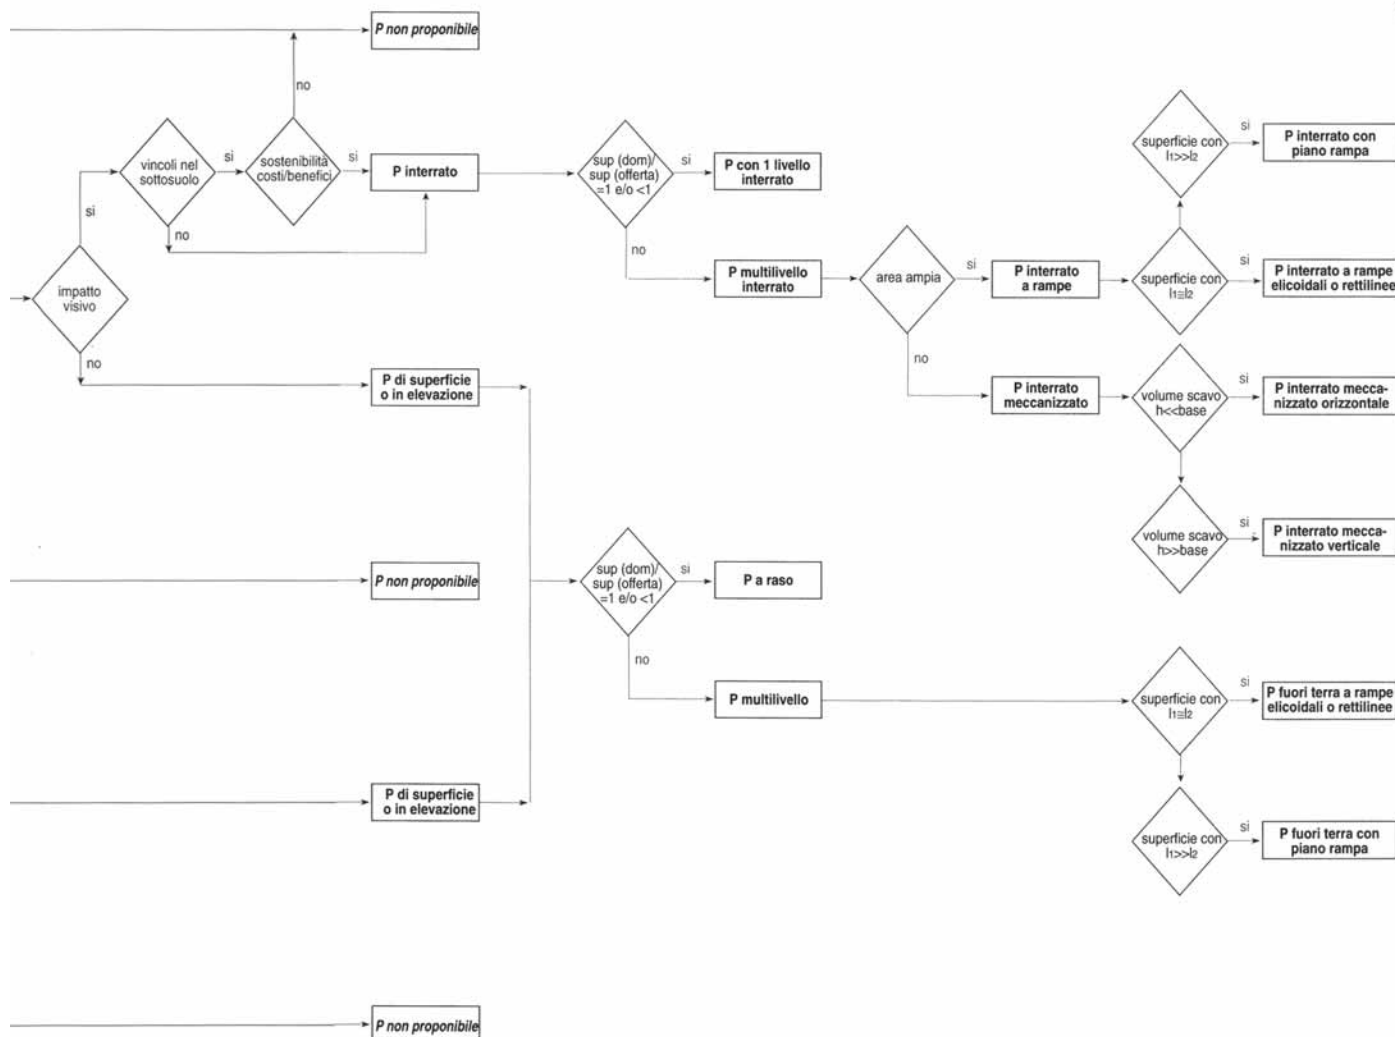 P non proponibile
no
vincoli nel
sottosuolo
si
sostenibilità
costi/benefici
si
P interrato
no
si
impatto
visivo
no
P di superficie
o in elevazione
sup (dom)/
sup (offerta)
=1 e/o <1
si
P con 1 livello
interrato
no
P multilivello
interrato
area ampia
si
P interrato
a rampe
no
P interrato
meccanizzato
superficie con
l1>>l2
si
P interrato con
piano rampa
superficie con
l1≅l2
si
P interrato a rampe
elicoidali o rettilinee
volume scavo
h<<base
si
P interrato mecca-
nizzato orizzontale
volume scavo
h>>base
si
P interrato mecca-
nizzato verticale
P non proponibile
sup (dom)/
sup (offerta)
=1 e/o <1
si
P a raso
no
P multilivello
superficie con
l1≅l2
si
P fuori terra a rampe
elicoidali o rettilinee
P di superficie
o in elevazione
superficie con
l1>>l2
si
P fuori terra con
piano rampa
P non proponibile